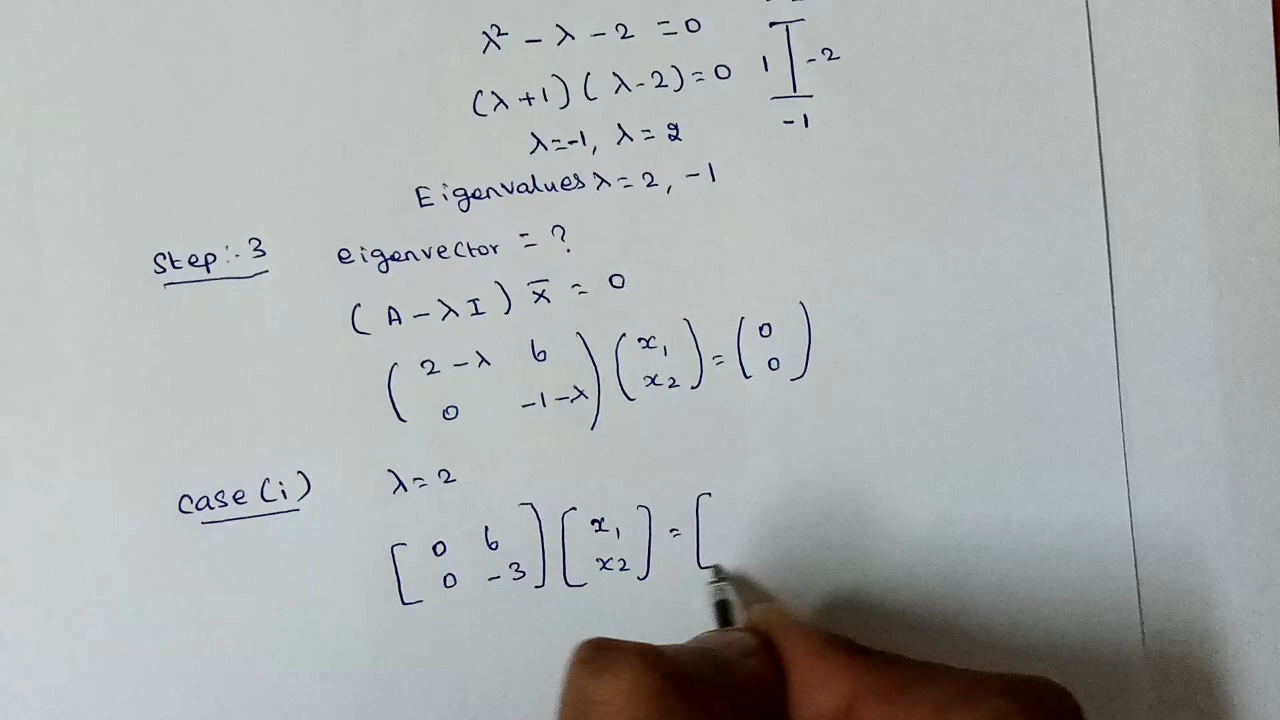 λ² - λ - 2 = 0
(λ+1)(λ-2) = 0   1 | -2
-1
λ=-1, λ = 2
Eigenvalues λ = 2, -1
Step:- 3   eigenvector = ?
(A - λI) x̄ = 0
(2-λ 6) (x₁) = (0)
(0 -1-λ) (x₂) (0)
case(i)   λ = 2
[0 6] [x₁] = [
[0 -3] [x2]